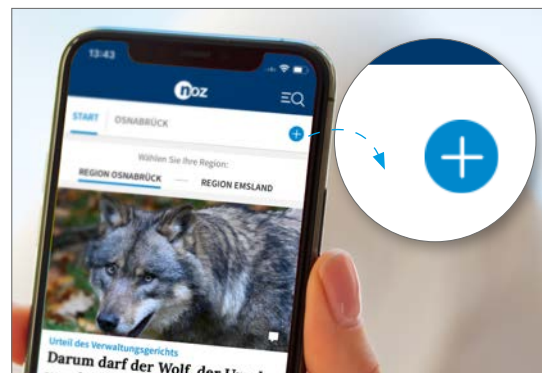 13:43
noz
START OSNABRÜCK
Wählen Sie Ihre Region:
REGION OSNABRÜCK — REGION EMSLAND
Urteil des Verwaltungsgerichts
Darum darf der Wolf, der